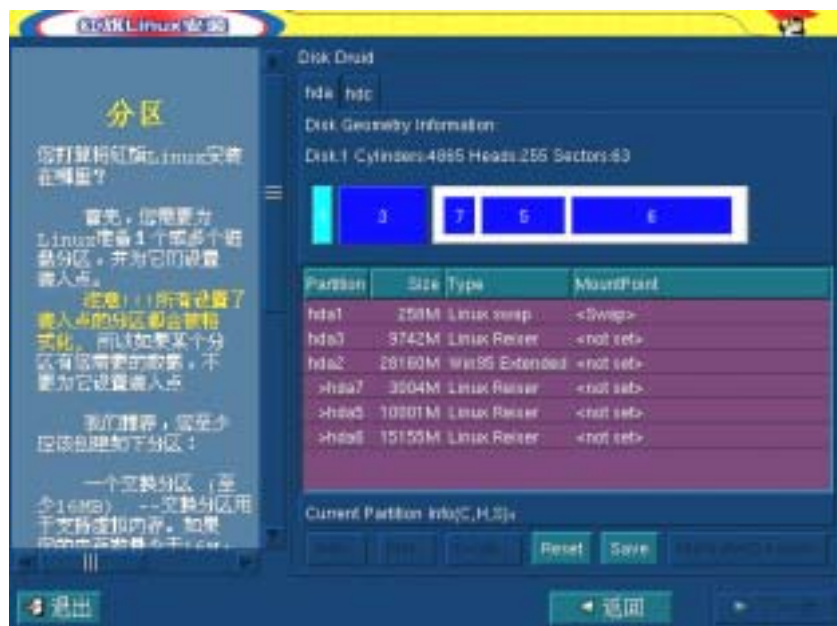 红旗Linux安装
Disk Druid
hda hdc
Disk Geometry Information:
Disk:1 Cylinders:4865 Heads:255 Sectors:63
3 7 5 6
分区
您打算将红旗Linux安装
在哪里?
首先,您需要为
Linux准备1个或多个磁
盘分区,并为它们设置
装入点。
注意!!!所有设置了
装入点的分区都会被格
式化。所以如果某个分
区有您需要的数据,不
要为它设置装入点
我们推荐,您至少
应该创建如下分区:
一个交换分区 (至
少16MB) --交换分区用
于支持虚拟内存。如果
Partition Size Type MountPoint
hda1 258M Linux swap <Swap>
hda3 9742M Linux Reiser <not set>
hda2 28160M Win95 Extended <not set>
>hda7 3004M Linux Reiser <not set>
>hda5 10001M Linux Reiser <not set>
>hda6 15155M Linux Reiser <not set>
Current Partition Info(C,H,S):
Reset Save
退出
返回